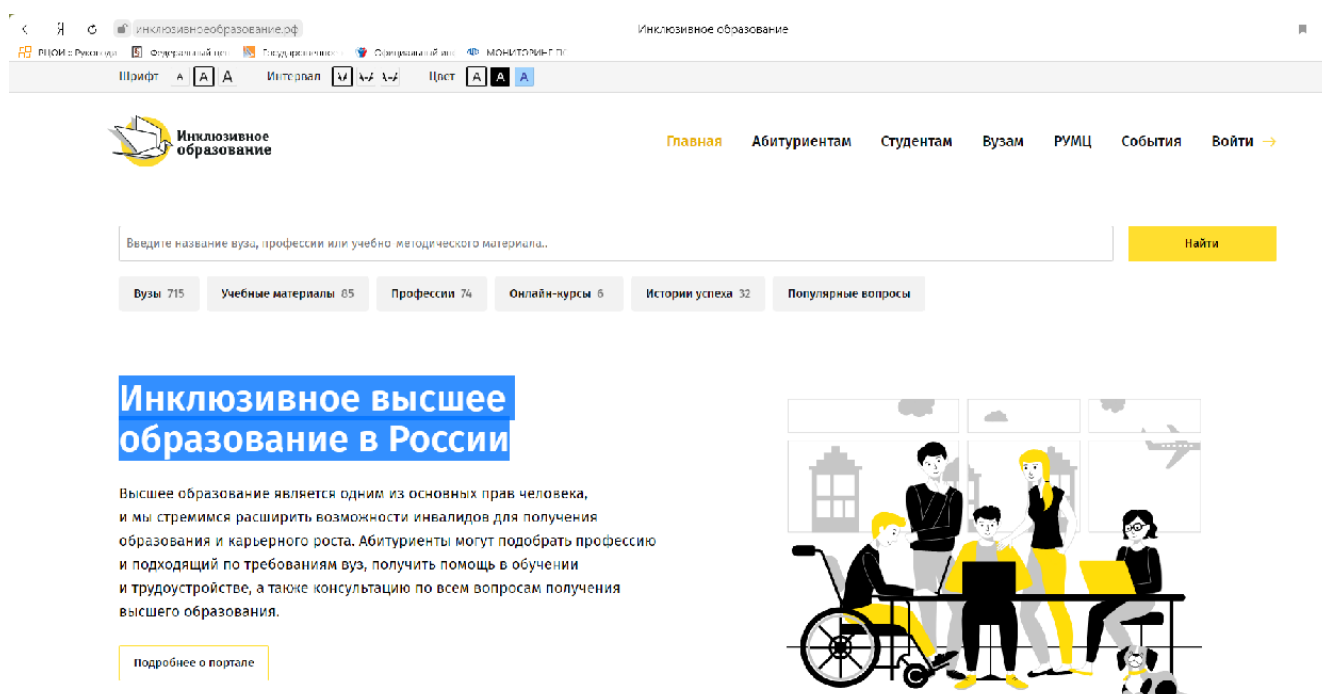 инклюзивноеобразование.рф
Инклюзивное образование
МОНИТОРИНГ
Шрифт А А А Интервал Цвет А А А
Инклюзивное
образование
Главная Абитуриентам Студентам Вузам РУМЦ События Войти →
Введите название вуза, профессии или учебно-методического материала..
Найти
Вузы 715 Учебные материалы 85 Профессии 74 Онлайн-курсы 6 Истории успеха 32 Популярные вопросы
Инклюзивное высшее
образование в России
Высшее образование является одним из основных прав человека,
и мы стремимся расширить возможности инвалидов для получения
образования и карьерного роста. Абитуриенты могут подобрать профессию
и подходящий по требованиям вуз, получить помощь в обучении
и трудоустройстве, а также консультацию по всем вопросам получения
высшего образования.
Подробнее о портале